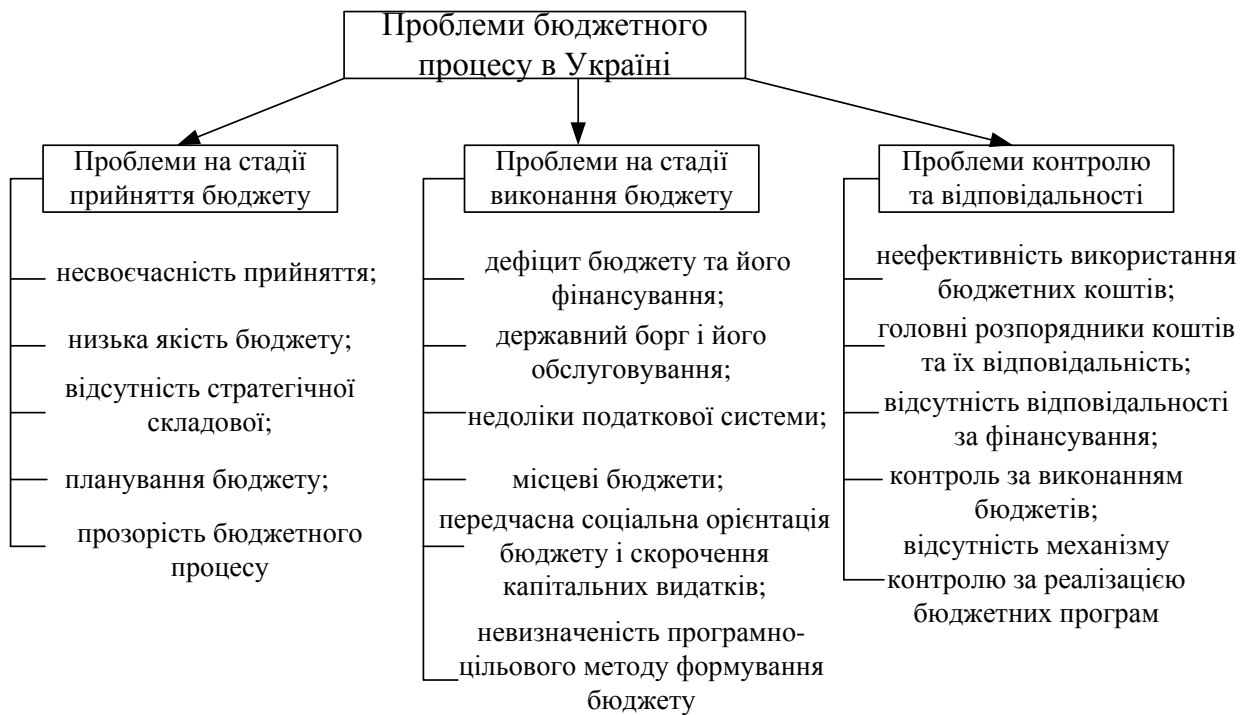 Проблеми бюджетного
процесу в Україні
Проблеми на стадії
прийняття бюджету
несвоєчасність прийняття;
низька якість бюджету;
відсутність стратегічної
складової;
планування бюджету;
прозорість бюджетного
процесу
Проблеми на стадії
виконання бюджету
дефіцит бюджету та його
фінансування;
державний борг і його
обслуговування;
недоліки податкової системи;
місцеві бюджети;
передчасна соціальна орієнтація
бюджету і скорочення
капітальних видатків;
невизначеність програмно-
цільового методу формування
бюджету
Проблеми контролю
та відповідальності
неефективність використання
бюджетних коштів;
головні розпорядники коштів
та їх відповідальність;
відсутність відповідальності
за фінансування;
контроль за виконанням
бюджетів;
відсутність механізму
контролю за реалізацією
бюджетних програм